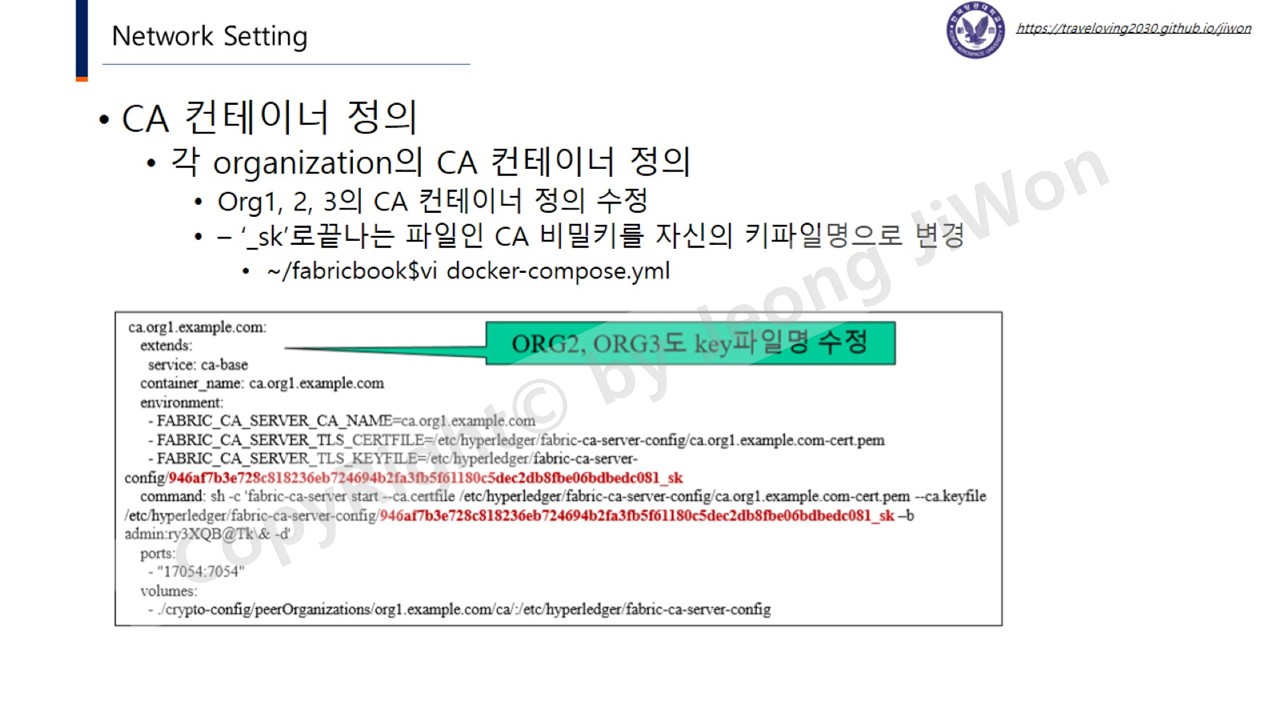 Network Setting
https://traveloving2030.github.io/jiwon
• CA 컨테이너 정의
• 각 organization의 CA 컨테이너 정의
• Org1, 2, 3의 CA 컨테이너 정의 수정
• – ‘_sk’로끝나는 파일인 CA 비밀키를 자신의 키파일명으로 변경
• ~/fabricbook$vi docker-compose.yml
ca.org1.example.com:
ORG2, ORG3도 key파일명 수정
extends:
service: ca-base
container_name: ca.org1.example.com
environment:
- FABRIC_CA_SERVER_CA_NAME=ca.org1.example.com
- FABRIC_CA_SERVER_TLS_CERTFILE=/etc/hyperledger/fabric-ca-server-config/ca.org1.example.com-cert.pem
- FABRIC_CA_SERVER_TLS_KEYFILE=/etc/hyperledger/fabric-ca-server-
config/946af7b3e728c818236eb724694b2fa3fb5f61180c5dec2db8fbe06bdbedc081_sk
command: sh -c 'fabric-ca-server start --ca.certfile /etc/hyperledger/fabric-ca-server-config/ca.org1.example.com-cert.pem --ca.keyfile
/etc/hyperledger/fabric-ca-server-config/946af7b3e728c818236eb724694b2fa3fb5f61180c5dec2db8fbe06bdbedc081_sk –b
admin:ry3XQB@Tk\& -d'
ports:
- "17054:7054"
volumes:
- ./crypto-config/peerOrganizations/org1.example.com/ca/:/etc/hyperledger/fabric-ca-server-config
CopyRight© by Jeong JiWon